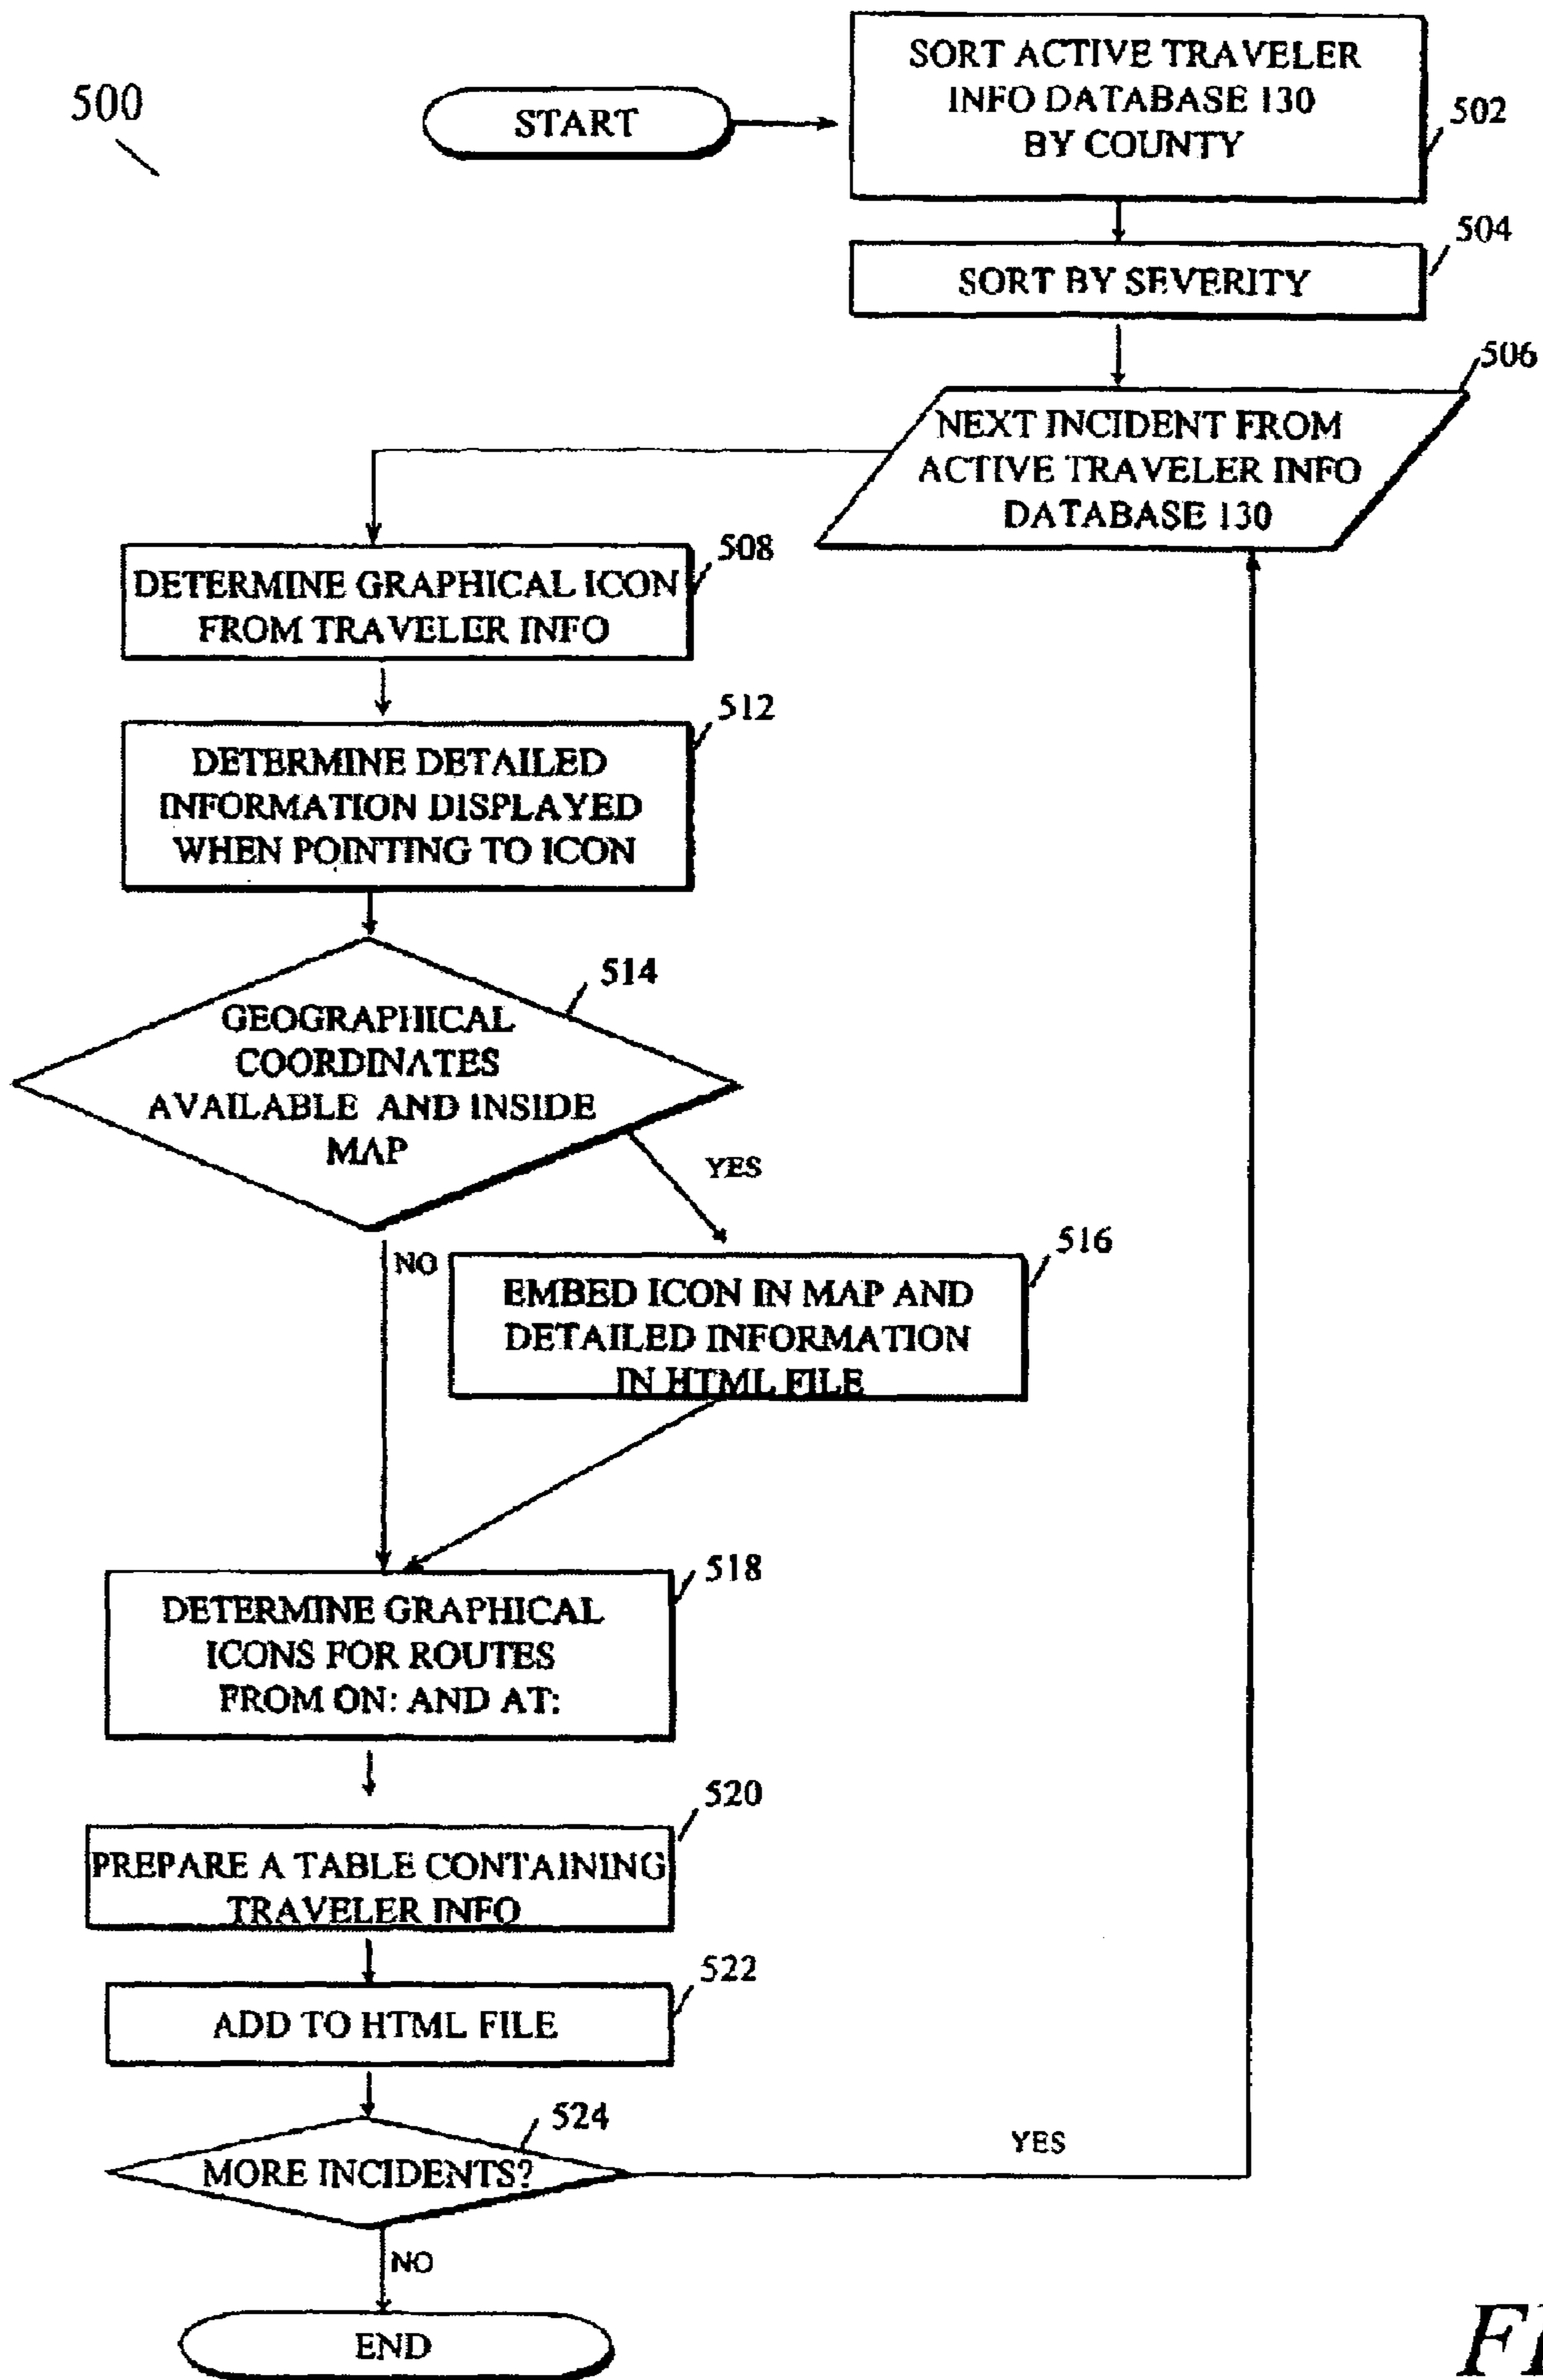 500
START
SORT ACTIVE TRAVELER
INFO DATABASE 130
BY COUNTY
502
SORT BY SEVERITY
504
NEXT INCIDENT FROM
ACTIVE TRAVELER INFO
DATABASE 130
506
DETERMINE GRAPHICAL ICON
FROM TRAVELER INFO
508
DETERMINE DETAILED
INFORMATION DISPLAYED
WHEN POINTING TO ICON
512
GEOGRAPHICAL
COORDINATES
AVAILABLE AND INSIDE
MAP
514
YES
NO
EMBED ICON IN MAP AND
DETAILED INFORMATION
IN HTML FILE
516
DETERMINE GRAPHICAL
ICONS FOR ROUTES
FROM ON: AND AT:
518
PREPARE A TABLE CONTAINING
TRAVELER INFO
520
ADD TO HTML FILE
522
MORE INCIDENTS?
524
YES
NO
END